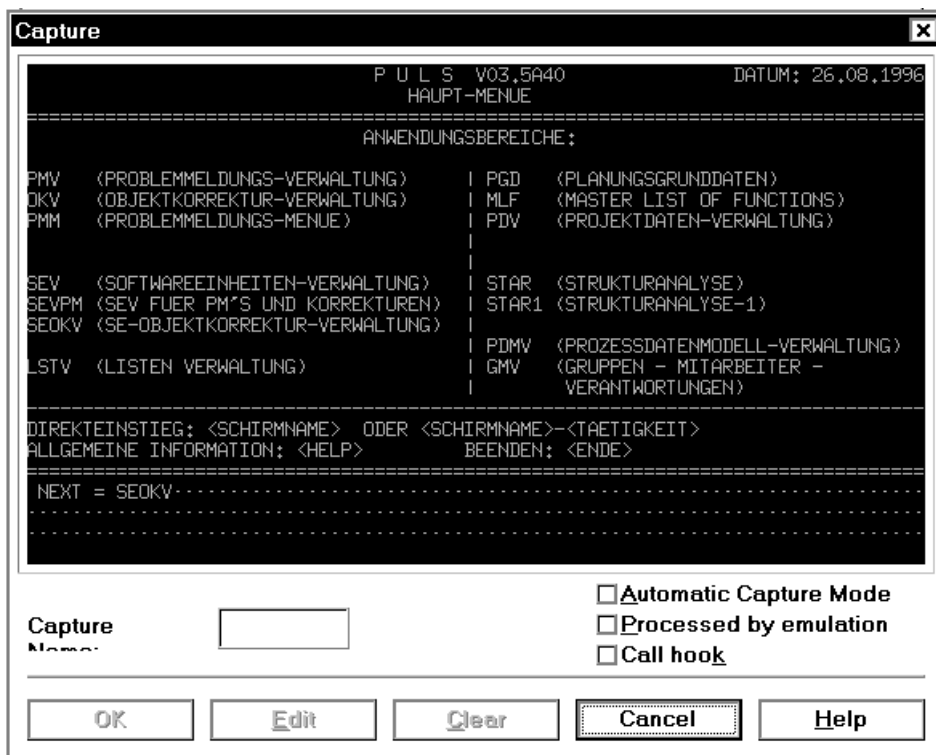 Capture
P U L S V03.5A40 DATUM: 26.08.1996
HAUPT-MENUE
ANWENDUNGSBEREICHE:
PMV (PROBLEMMELDUNGS-VERWALTUNG) | PGD (PLANUNGSGRUNDDATEN)
OKV (OBJEKTKORREKTUR-VERWALTUNG) | MLF (MASTER LIST OF FUNCTIONS)
PMM (PROBLEMMELDUNGS-MENUE) | PDV (PROJEKTDATEN-VERWALTUNG)
SEV (SOFTWAREEINHEITEN-VERWALTUNG) | STAR (STRUKTURANALYSE)
SEVPM (SEV FUER PM'S UND KORREKTUREN) | STAR1 (STRUKTURANALYSE-1)
SEOKV (SE-OBJEKTKORREKTUR-VERWALTUNG) |
| PDMV (PROZESSDATENMODELL-VERWALTUNG)
LSTV (LISTEN VERWALTUNG) | GMV (GRUPPEN - MITARBEITER -
| VERANTWORTUNGEN)
DIREKTEINSTIEG: <SCHIRMNAME> ODER <SCHIRMNAME>-<TAETIGKEIT>
ALLGEMEINE INFORMATION: <HELP> BEENDEN: <ENDE>
NEXT = SEOKV
Automatic Capture Mode
Capture
Name:
Processed by emulation
Call hook
OK Edit Clear Cancel Help